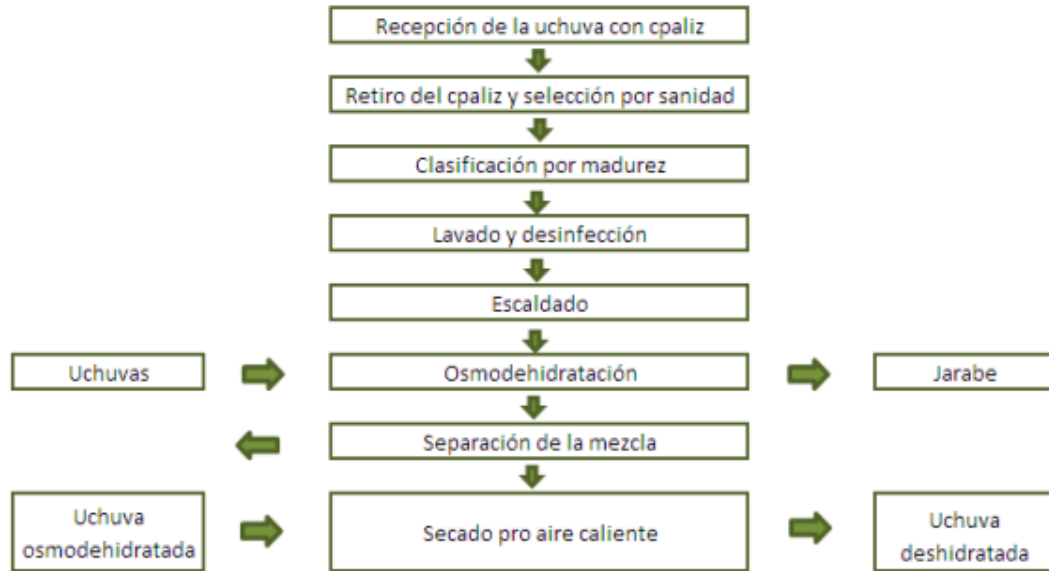 Recepción de la uchuva con cpaliz
Retiro del cpaliz y selección por sanidad
Clasificación por madurez
Lavado y desinfección
Escaldado
Uchuvas
Osmodehidratación
Jarabe
Separación de la mezcla
Uchuva
osmodehidratada
Secado pro aire caliente
Uchuva
deshidratada